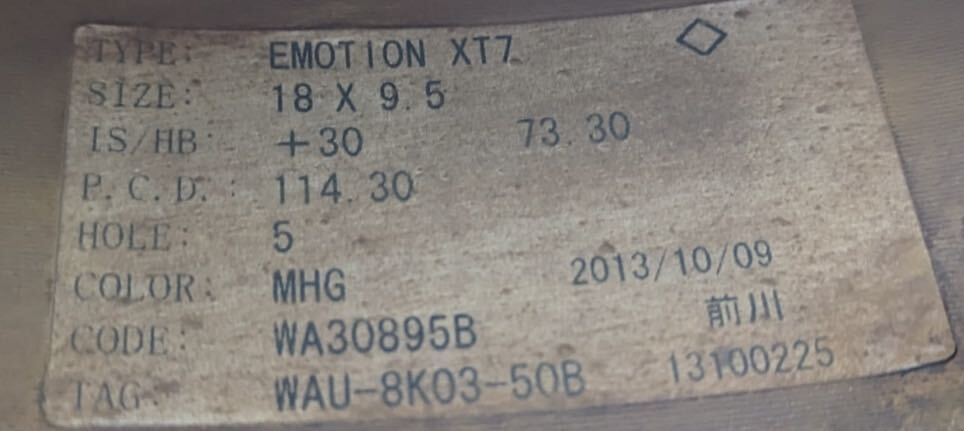 TYPE: EMOTION XT7
SIZE: 18 X 9.5
IS/HB: +30 73.30
P.C.D.: 114.30
HOLE: 5
COLOR: MHG 2013/10/09
CODE: WA30895B 前川
TAG: WAU-8K03-50B 13100225